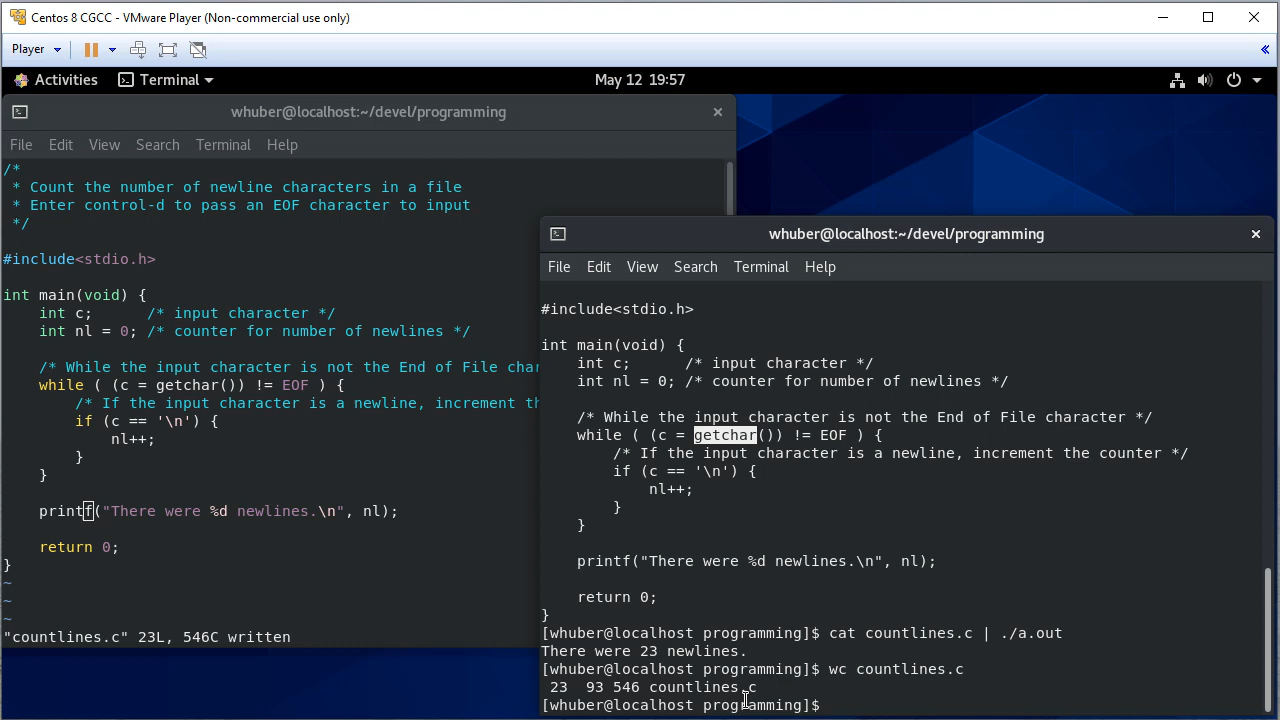 Centos 8 CGCC - VMware Player (Non-commercial use only)
Player
Activities
Terminal
May 12 19:57
whuber@localhost:~/devel/programming
File Edit View Search Terminal Help
/*
 * Count the number of newline characters in a file
 * Enter control-d to pass an EOF character to input
 */
#include<stdio.h>
int main(void) {
    int c;      /* input character */
    int nl = 0; /* counter for number of newlines */
    /* While the input character is not the End of File char
    while ( (c = getchar()) != EOF ) {
        /* If the input character is a newline, increment th
        if (c == '\n') {
            nl++;
        }
    }
    printf("There were %d newlines.\n", nl);
    return 0;
}
~
~
~
"countlines.c" 23L, 546C written
whuber@localhost:~/devel/programming
File Edit View Search Terminal Help
#include<stdio.h>
int main(void) {
    int c;      /* input character */
    int nl = 0; /* counter for number of newlines */
    /* While the input character is not the End of File character */
    while ( (c = getchar()) != EOF ) {
        /* If the input character is a newline, increment the counter */
        if (c == '\n') {
            nl++;
        }
    }
    printf("There were %d newlines.\n", nl);
    return 0;
}
[whuber@localhost programming]$ cat countlines.c | ./a.out
There were 23 newlines.
[whuber@localhost programming]$ wc countlines.c
 23  93 546 countlines.c
[whuber@localhost programming]$